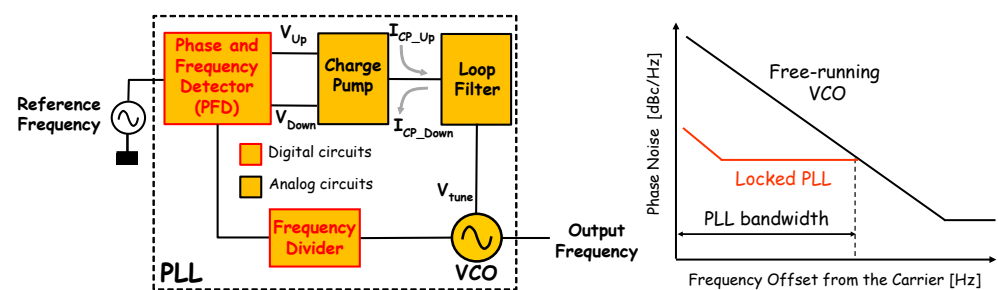 Phase and
Frequency
Detector
(PFD)
V_Up
V_Down
Charge
Pump
I_CP_Up
I_CP_Down
Loop
Filter
Reference
Frequency
Digital circuits
Analog circuits
V_tune
Frequency
Divider
VCO
Output
Frequency
PLL
Phase Noise [dBc/Hz]
Free-running
VCO
Locked PLL
PLL bandwidth
Frequency Offset from the Carrier [Hz]